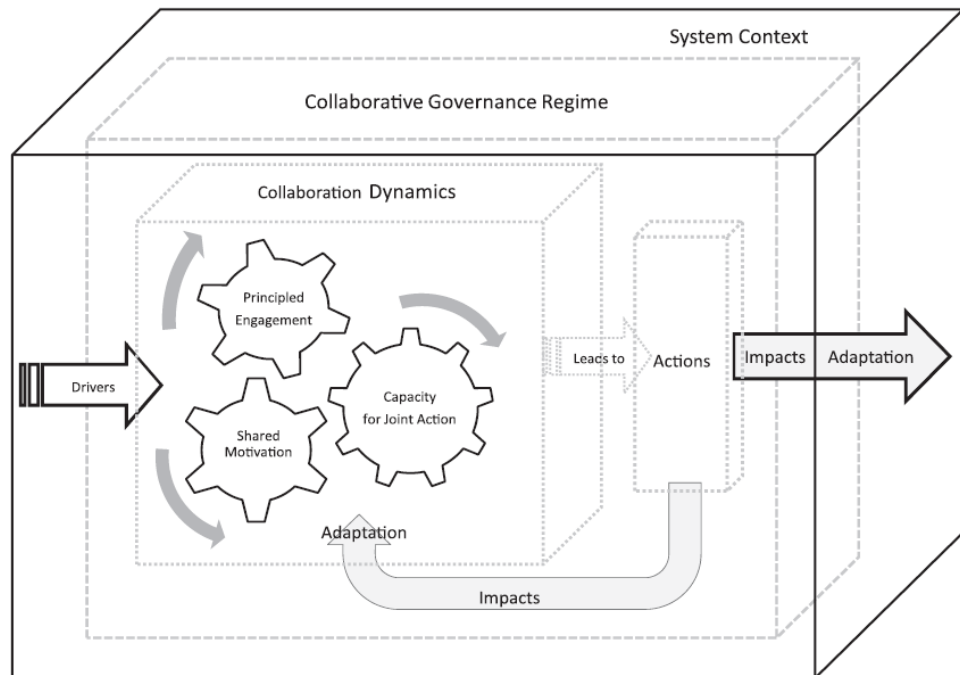 System Context
Collaborative Governance Regime
Collaboration Dynamics
Principled
Engagement
Drivers
Shared
Motivation
Capacity
for Joint Action
Leads to
Actions
Impacts
Adaptation
Adaptation
Impacts